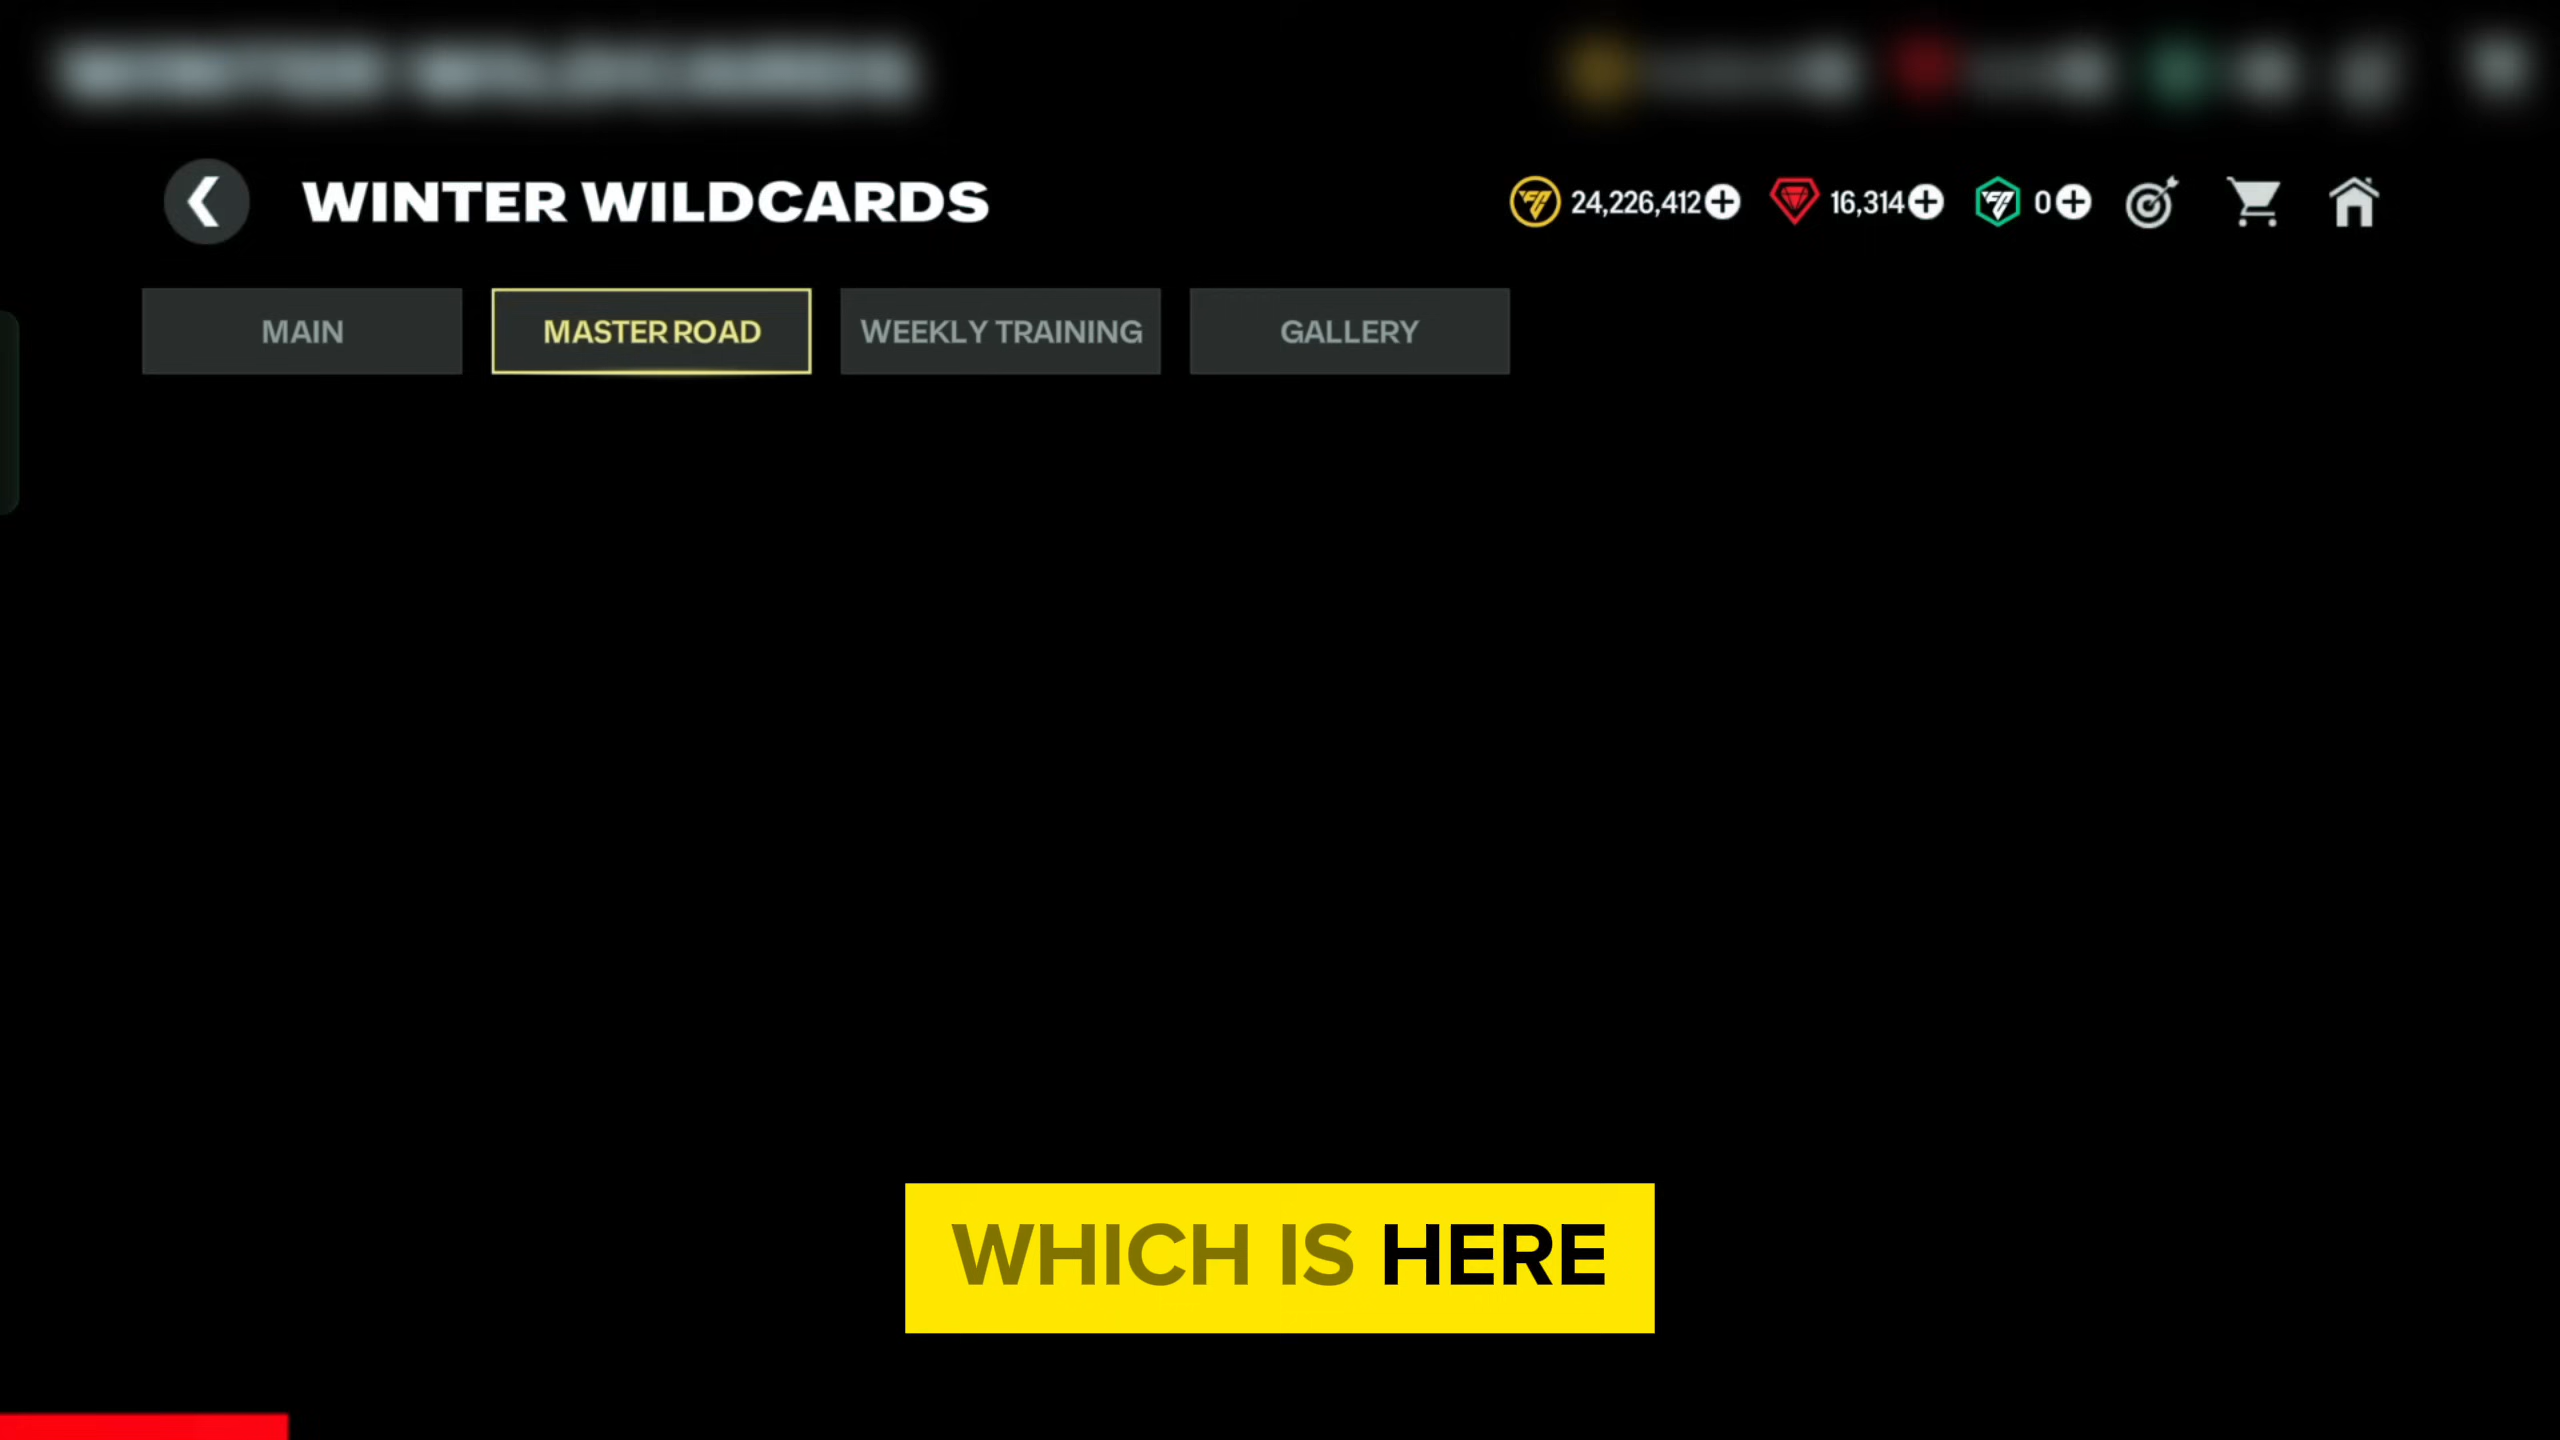 WINTER WILDCARDS
24,226,412
16,314
0
MAIN
MASTER ROAD
WEEKLY TRAINING
GALLERY
WHICH IS HERE